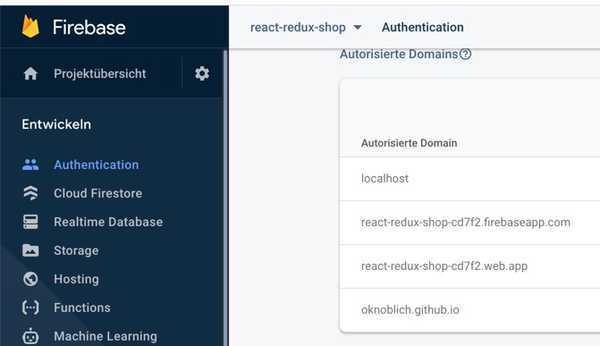 Firebase
Projektübersicht
Entwickeln
Authentication
Cloud Firestore
Realtime Database
Storage
Hosting
Functions
Machine Learning
react-redux-shop
Authentication
Autorisierte Domains
Autorisierte Domain
localhost
react-redux-shop-cd7f2.firebaseapp.com
react-redux-shop-cd7f2.web.app
oknoblich.github.io